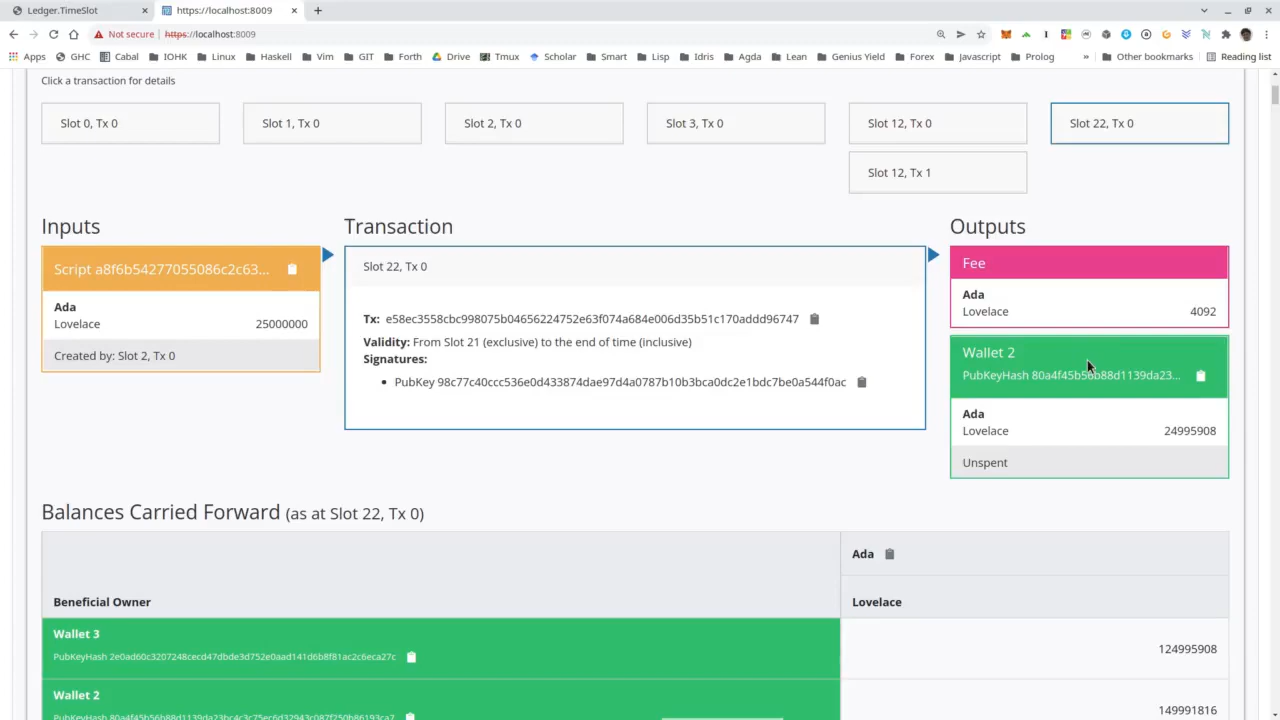 Ledger.TimeSlot
https://localhost:8009
Not secure https://localhost:8009
Apps GHC Cabal IOHK Linux Haskell Vim GIT Forth Drive Tmux Scholar Smart Lisp Idris Agda Lean Genius Yield Forex Javascript Prolog » Other bookmarks Reading list
Click a transaction for details
Slot 0, Tx 0
Slot 1, Tx 0
Slot 2, Tx 0
Slot 3, Tx 0
Slot 12, Tx 0
Slot 22, Tx 0
Slot 12, Tx 1
Inputs
Script a8f6b54277055086c2c63...
Ada
Lovelace 25000000
Created by: Slot 2, Tx 0
Transaction
Slot 22, Tx 0
Tx: e58ec3558cbc998075b04656224752e63f074a684e006d35b51c170addd96747
Validity: From Slot 21 (exclusive) to the end of time (inclusive)
Signatures:
• PubKey 98c77c40ccc536e0d433874dae97d4a0787b10b3bca0dc2e1bdc7be0a544f0ac
Outputs
Fee
Ada
Lovelace 4092
Wallet 2
PubKeyHash 80a4f45b56b88d1139da23...
Ada
Lovelace 24995908
Unspent
Balances Carried Forward (as at Slot 22, Tx 0)
Ada
Beneficial Owner Lovelace
Wallet 3
PubKeyHash 2e0ad60c3207248cecd47dbde3d752e0aad141d6b8f81ac2c6eca27c
124995908
Wallet 2
PubKeyHash 80a4f45b56b88d1139da23bc4c3c75ec6d32943c087f250b86193ca7
149991816